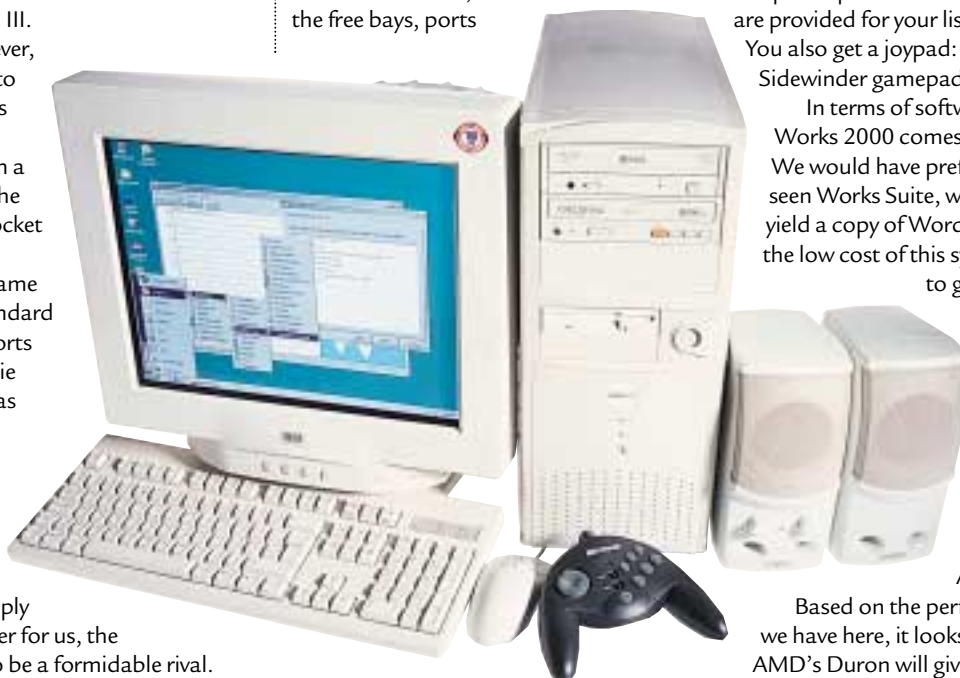 III.
ver,
to
s
n a
he
ocket
ame
ndard
orts
ie
as
ply
er for us, the
o be a formidable rival.
the free bays, ports
are provided for your lis
You also get a joypad:
Sidewinder gamepad
In terms of softw
Works 2000 comes
We would have pref
seen Works Suite, w
yield a copy of Word
the low cost of this sy
to g
A
Based on the perf
we have here, it looks
AMD's Duron will giv